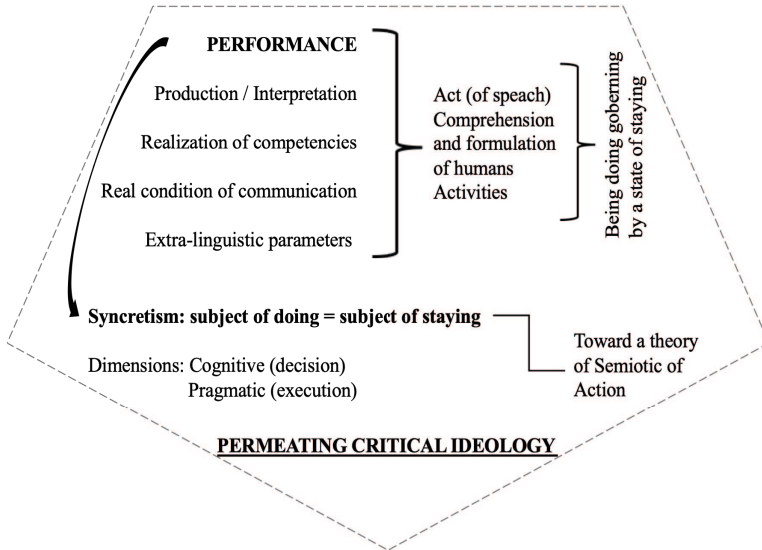 PERFORMANCE
Production / Interpretation
Realization of competencies
Real condition of communication
Extra-linguistic parameters
Act (of speach)
Comprehension
and formulation
of humans
Activities
Being doing goberning
by a state of staying
Syncretism: subject of doing = subject of staying
Dimensions: Cognitive (decision)
Pragmatic (execution)
Toward a theory
of Semiotic of
Action
PERMEATING CRITICAL IDEOLOGY